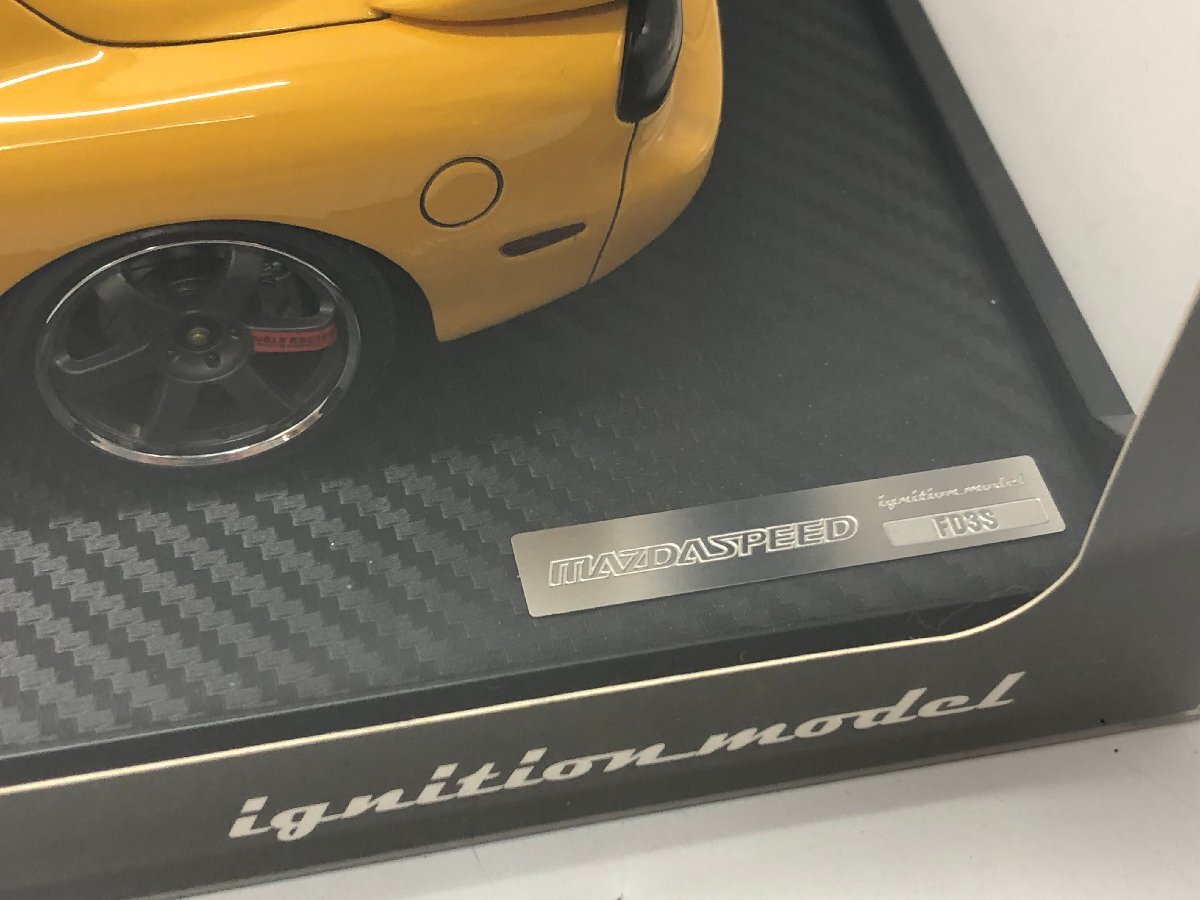 ignition model
MAZDASPEED
FD3S
ignition model